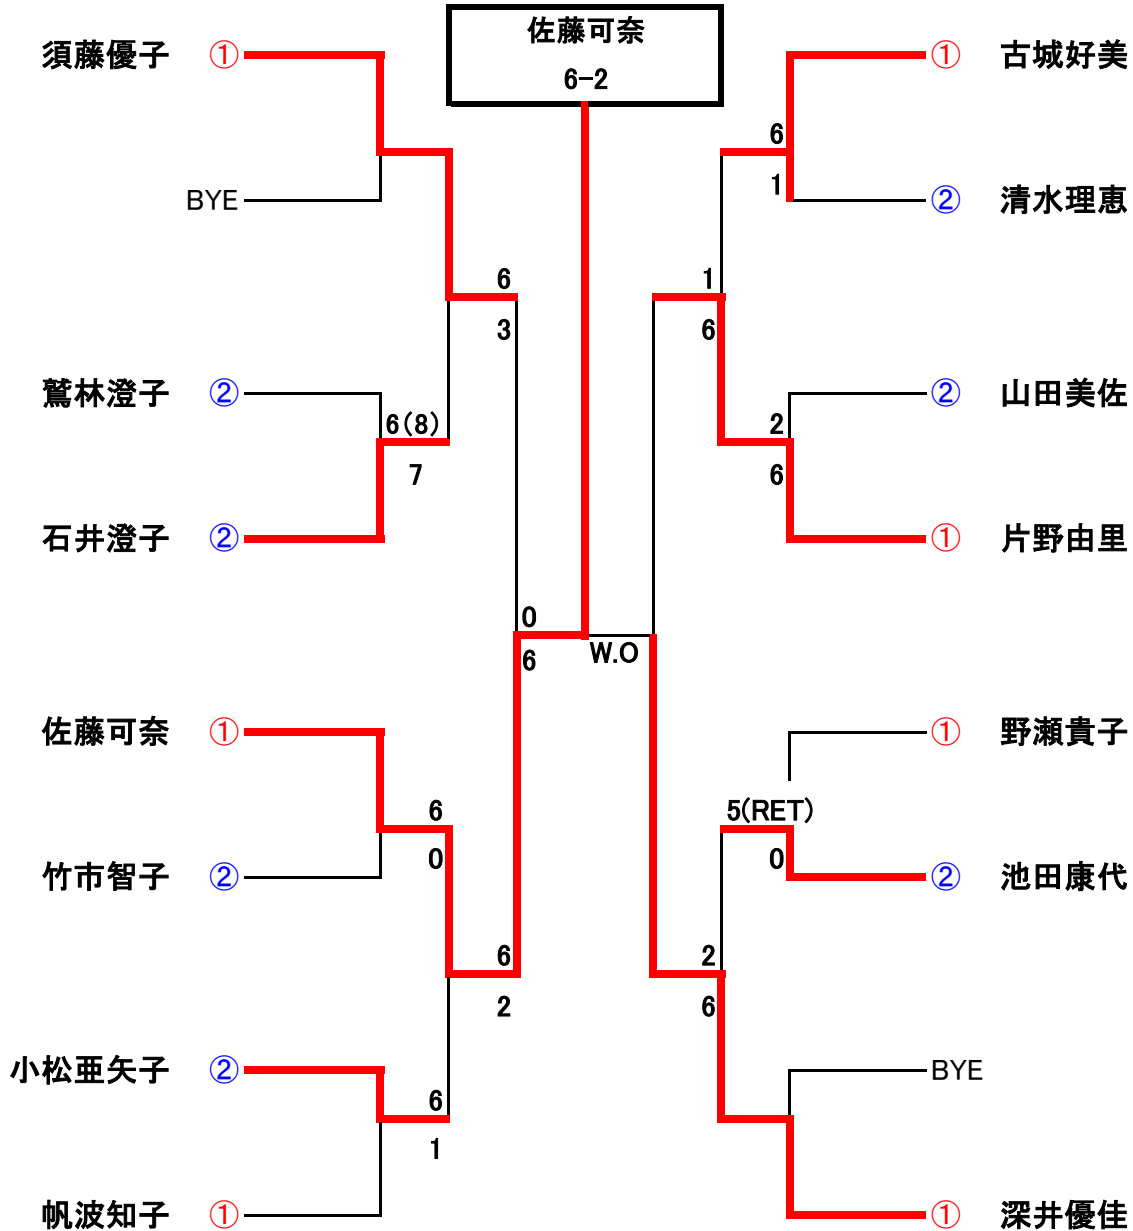 佐藤可奈
6-2
須藤優子 ①
BYE
6
3
鷲林澄子 ②
6(8)
7
石井澄子 ②
0
6
佐藤可奈 ①
6
0
竹市智子 ②
6
2
小松亜矢子 ②
6
1
帆波知子 ①
① 古城好美
6
1
② 清水理恵
1
6
② 山田美佐
2
6
① 片野由里
W.O
① 野瀬貴子
5(RET)
0
② 池田康代
2
6
BYE
① 深井優佳